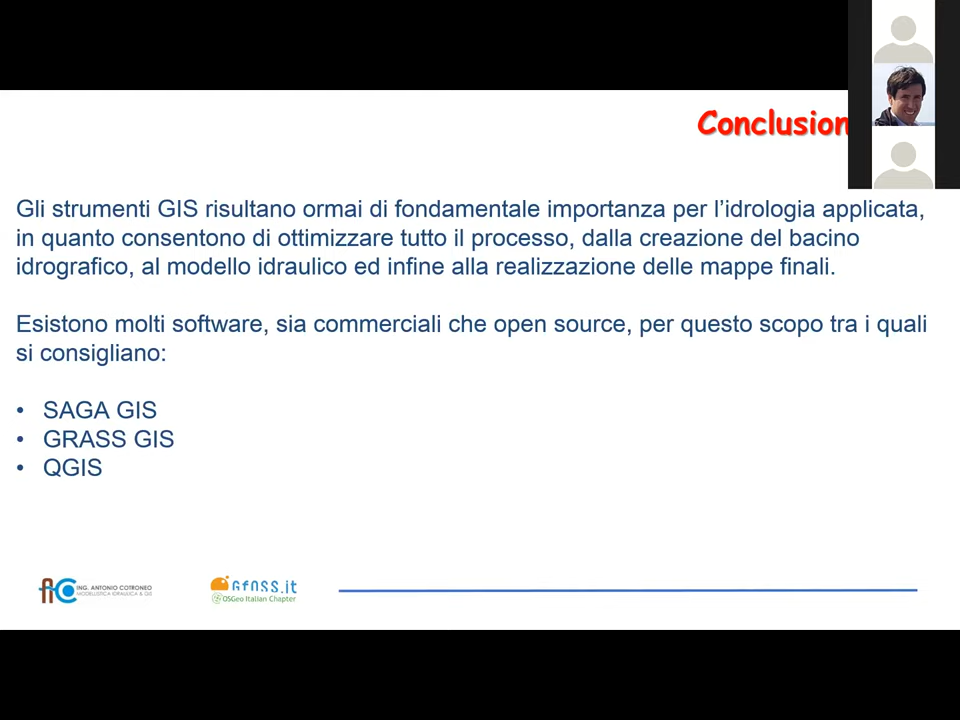 Conclusion
Gli strumenti GIS risultano ormai di fondamentale importanza per l’idrologia applicata,
in quanto consentono di ottimizzare tutto il processo, dalla creazione del bacino
idrografico, al modello idraulico ed infine alla realizzazione delle mappe finali.
Esistono molti software, sia commerciali che open source, per questo scopo tra i quali
si consigliano:
• SAGA GIS
• GRASS GIS
• QGIS
AC ING. ANTONIO COTRONEO
MODELLISTICA IDRAULICA & GIS
GFOSS.it
OSGeo Italian Chapter